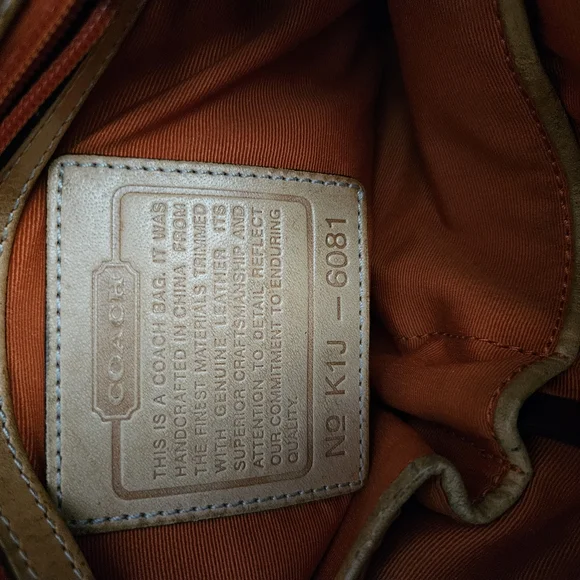 COACH
THIS IS A COACH BAG. IT WAS
HANDCRAFTED IN CHINA FROM
THE FINEST MATERIALS TRIMMED
WITH GENUINE LEATHER. ITS
SUPERIOR CRAFTSMANSHIP AND
ATTENTION TO DETAIL REFLECT
OUR COMMITMENT TO ENDURING
QUALITY.
Nº K1J – 6081